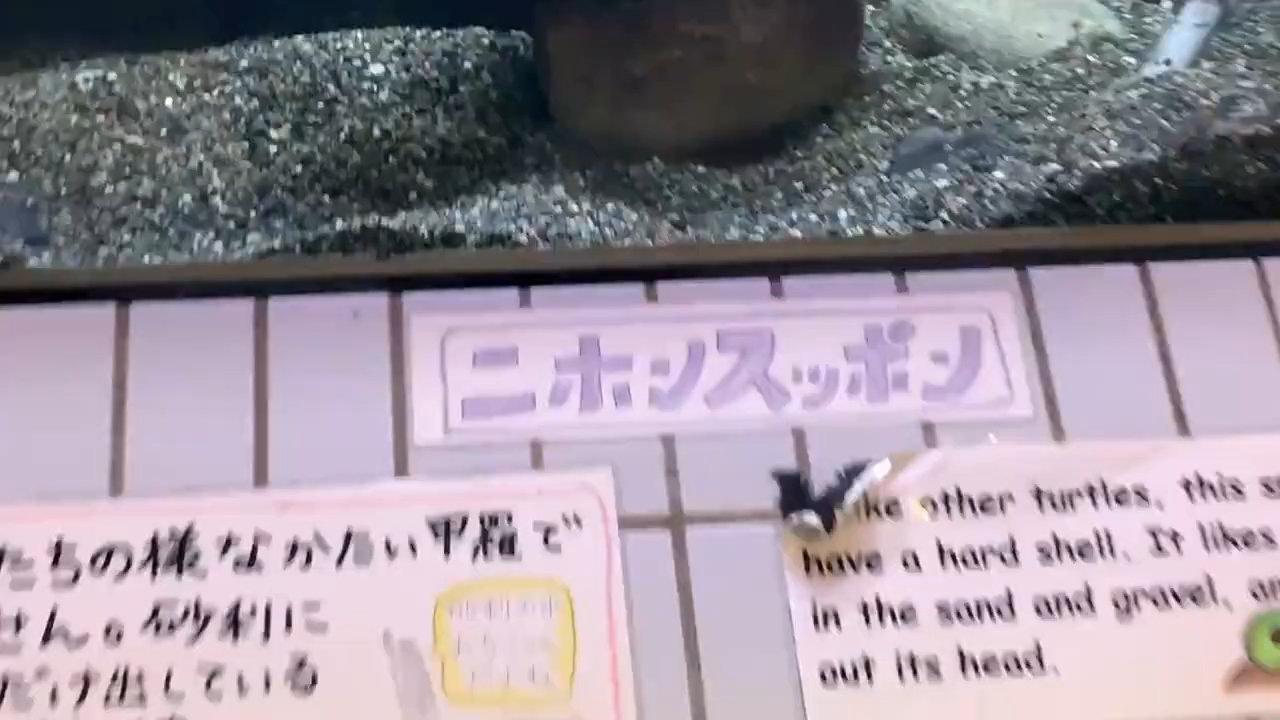 ニホンスッポン
たちの様なかたい甲羅で
せん。砂利に
だけ出している
other turtles, this
have a hard shell. It likes
in the sand and gravel,
out its head.